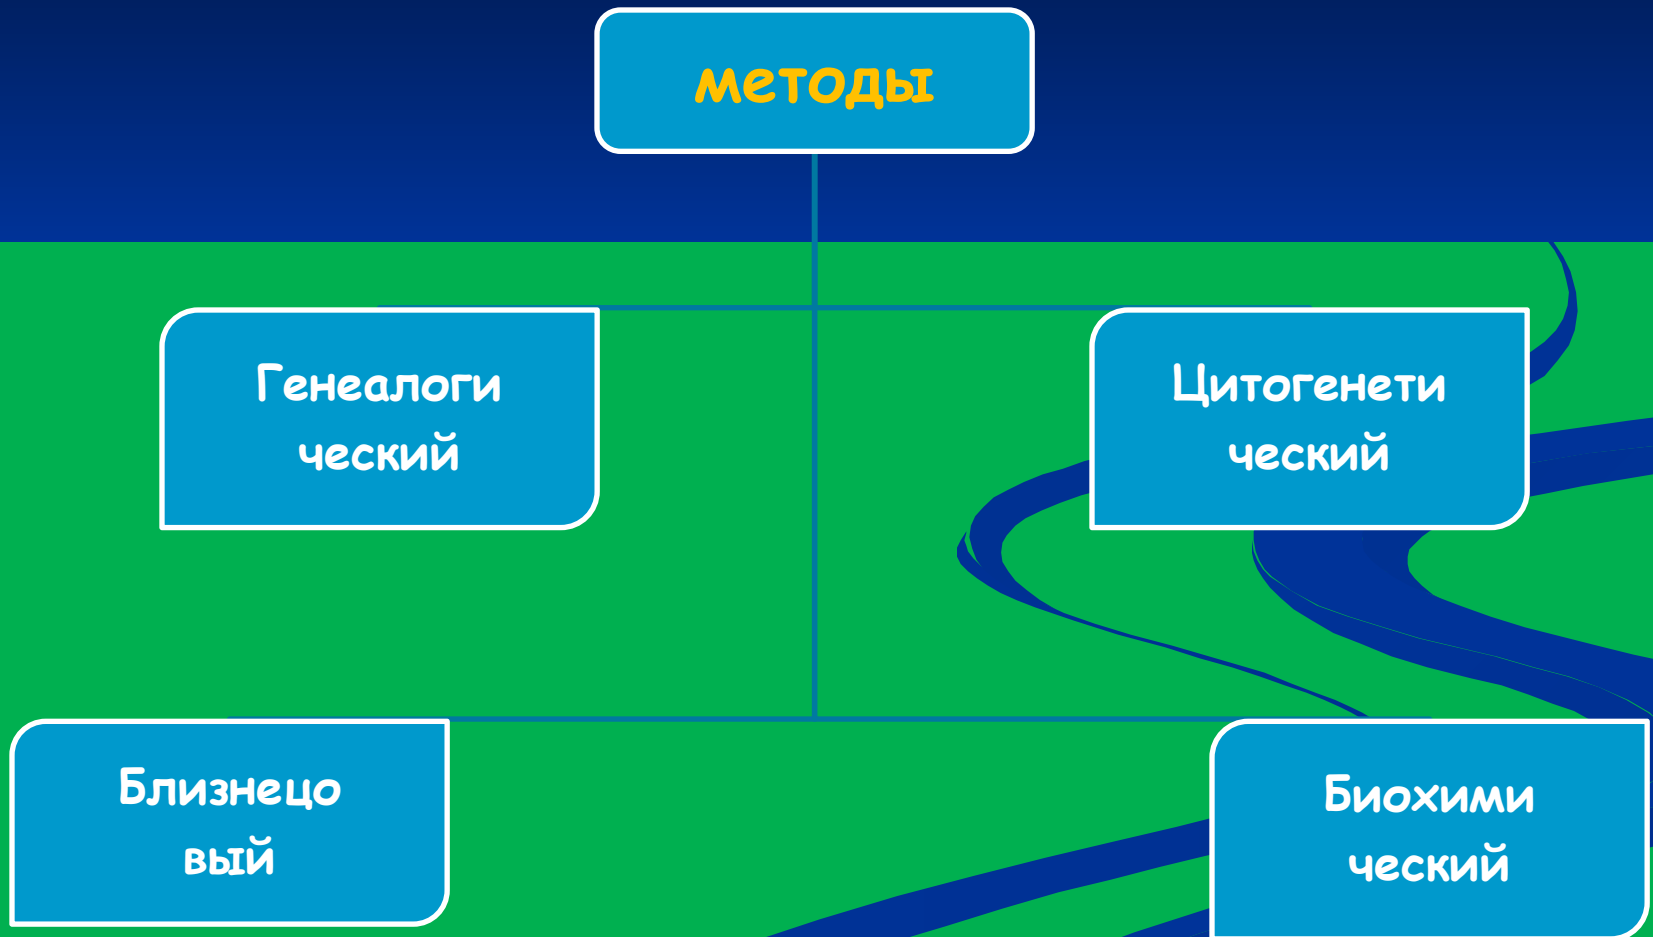 методы
Генеалоги
ческий
Цитогенети
ческий
Близнецо
вый
Биохими
ческий